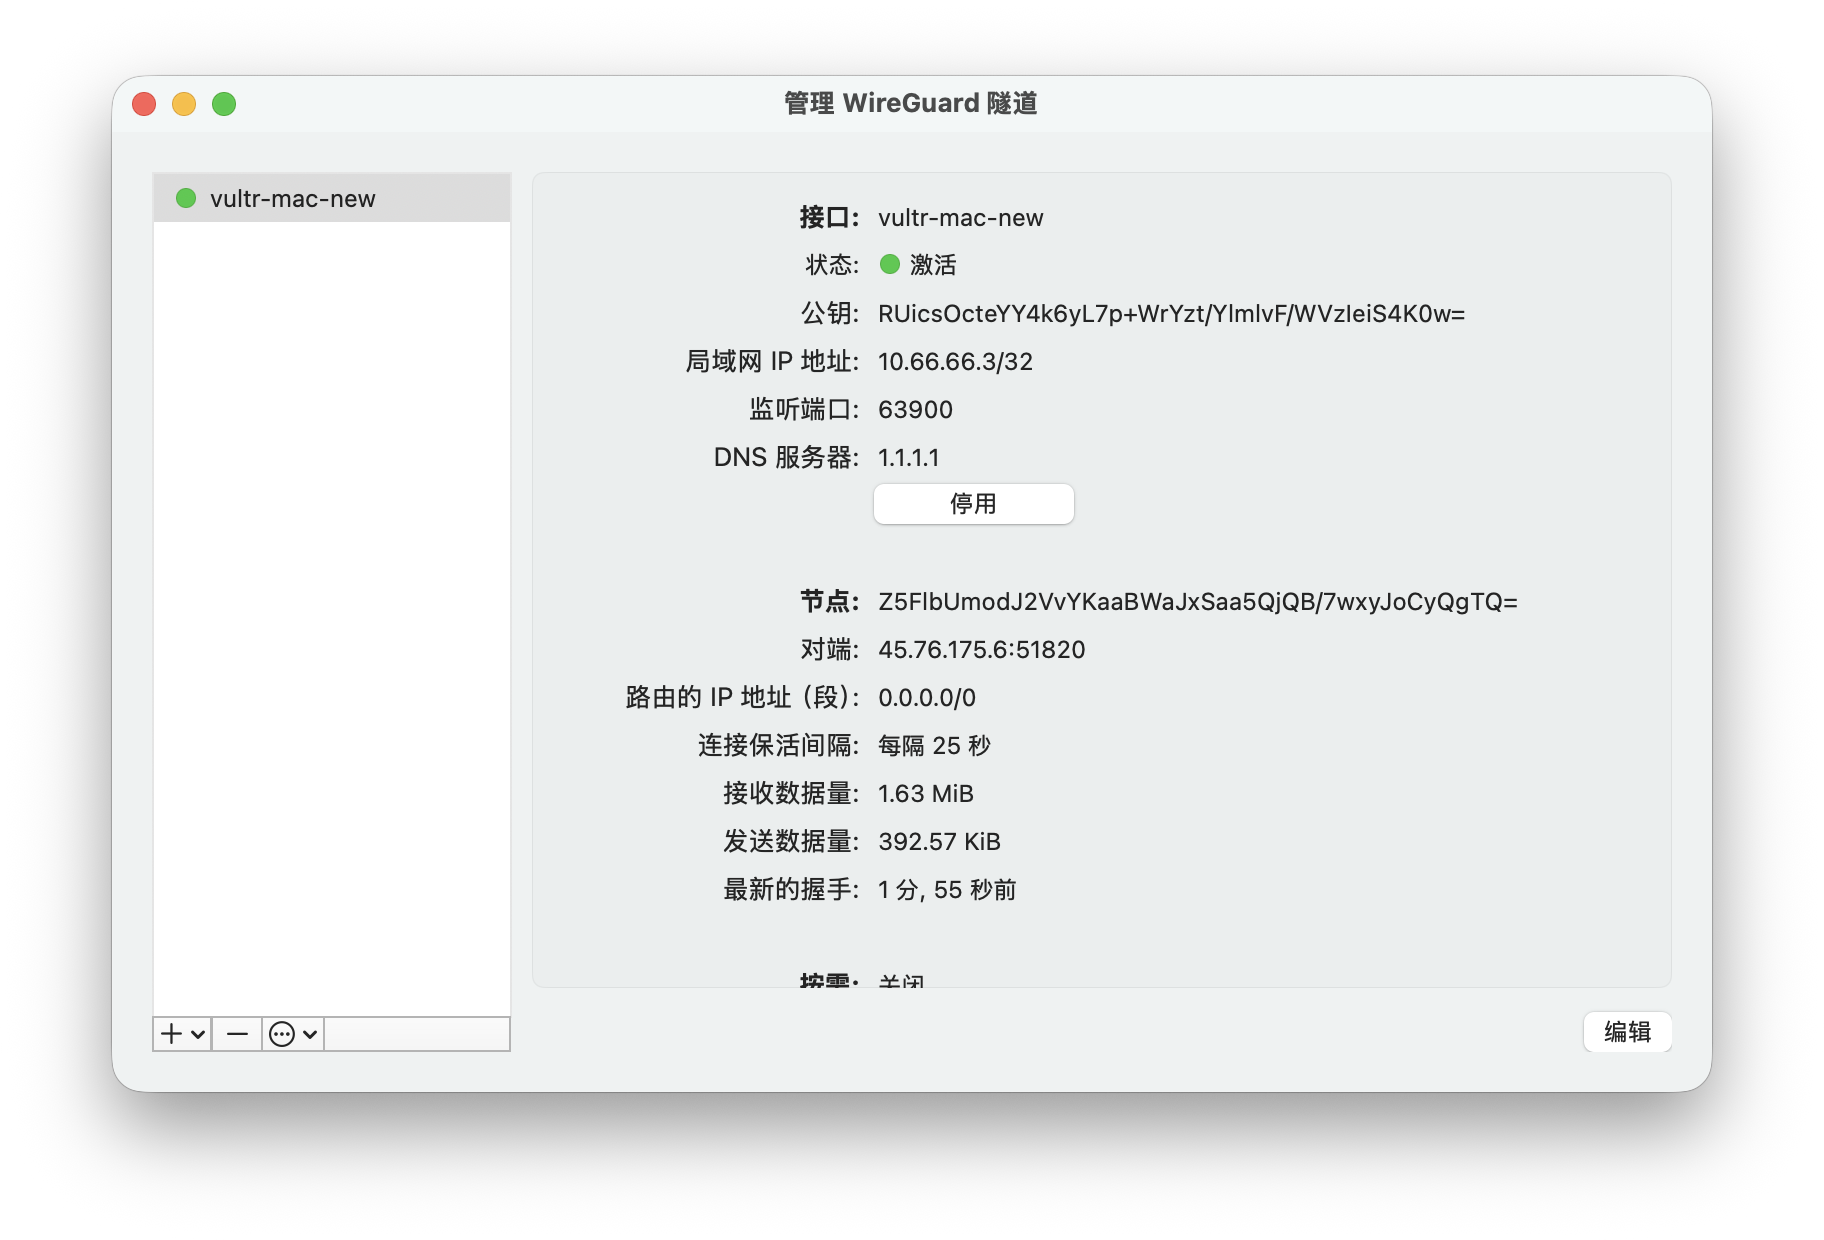 管理 WireGuard 隧道
vultr-mac-new
接口: vultr-mac-new
状态: 激活
公钥: RUicsOcteYY4k6yL7p+WrYzt/YlmlvF/WVzIeiS4K0w=
局域网 IP 地址: 10.66.66.3/32
监听端口: 63900
DNS 服务器: 1.1.1.1
停用
节点: Z5FlbUmodJ2VvYKaaBWaJxSaa5QjQB/7wxyJoCyQgTQ=
对端: 45.76.175.6:51820
路由的 IP 地址（段）: 0.0.0.0/0
连接保活间隔: 每隔 25 秒
接收数据量: 1.63 MiB
发送数据量: 392.57 KiB
最新的握手: 1 分, 55 秒前
按需: 关闭
编辑